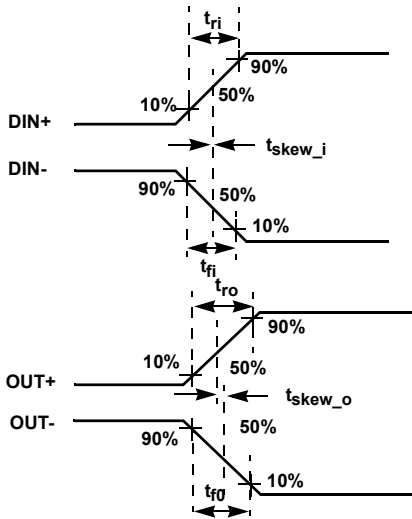 tri
90%
10%
50%
DIN+
tskew_i
DIN-
90%
50%
10%
tfi
tro
90%
10%
50%
OUT+
tskew_o
OUT-
90%
50%
10%
tf0